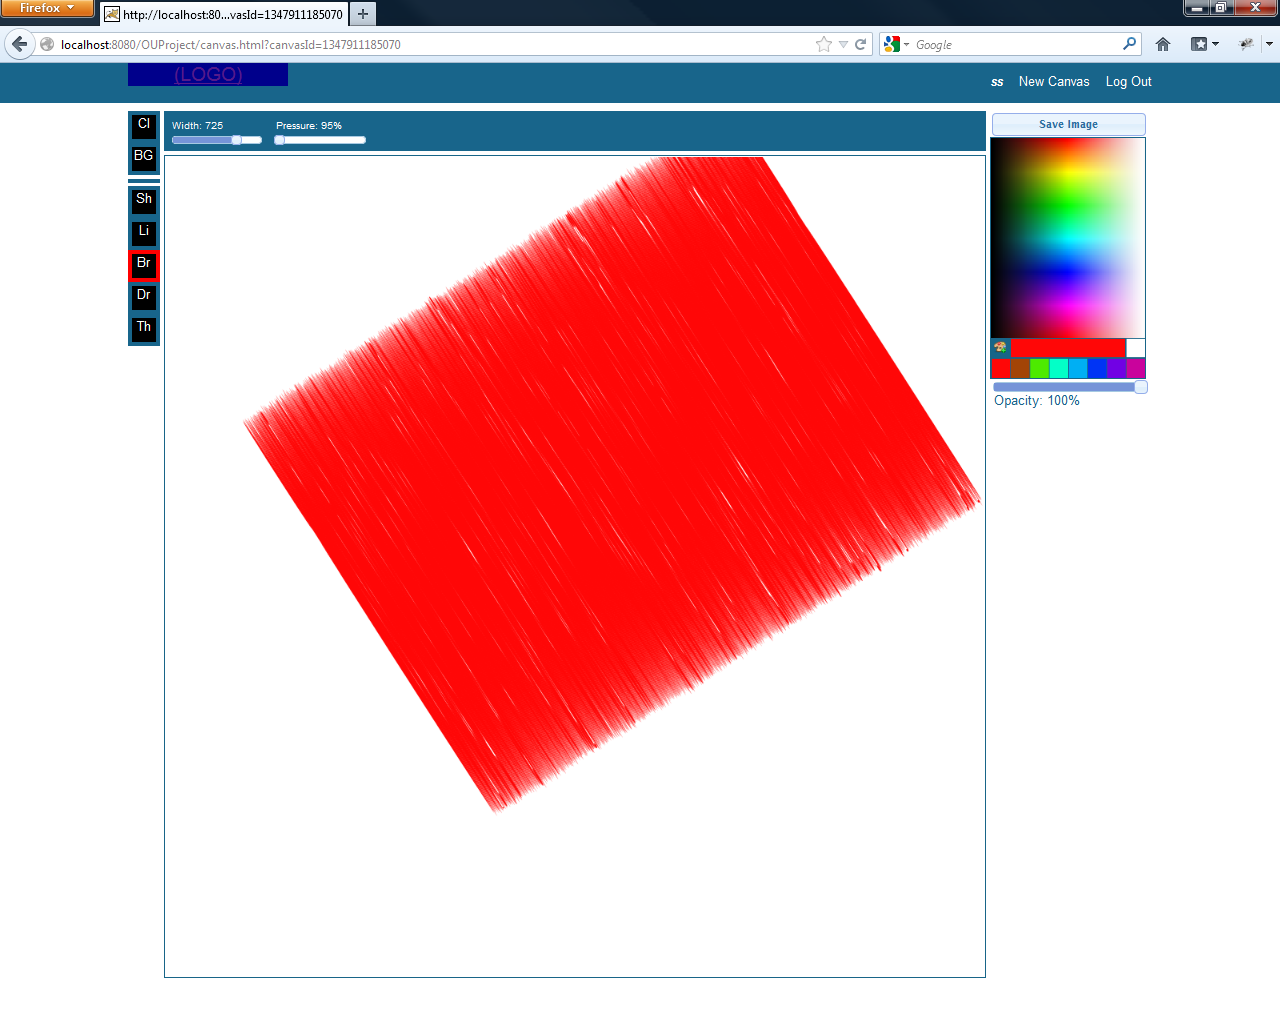 Firefox
http://localhost:80...vasId=1347911185070
localhost:8080/OUProject/canvas.html?canvasId=1347911185070
Google
(LOGO)
ss New Canvas Log Out
Cl
BG
Sh
Li
Br
Dr
Th
Width: 725 Pressure: 95%
Save Image
Opacity: 100%